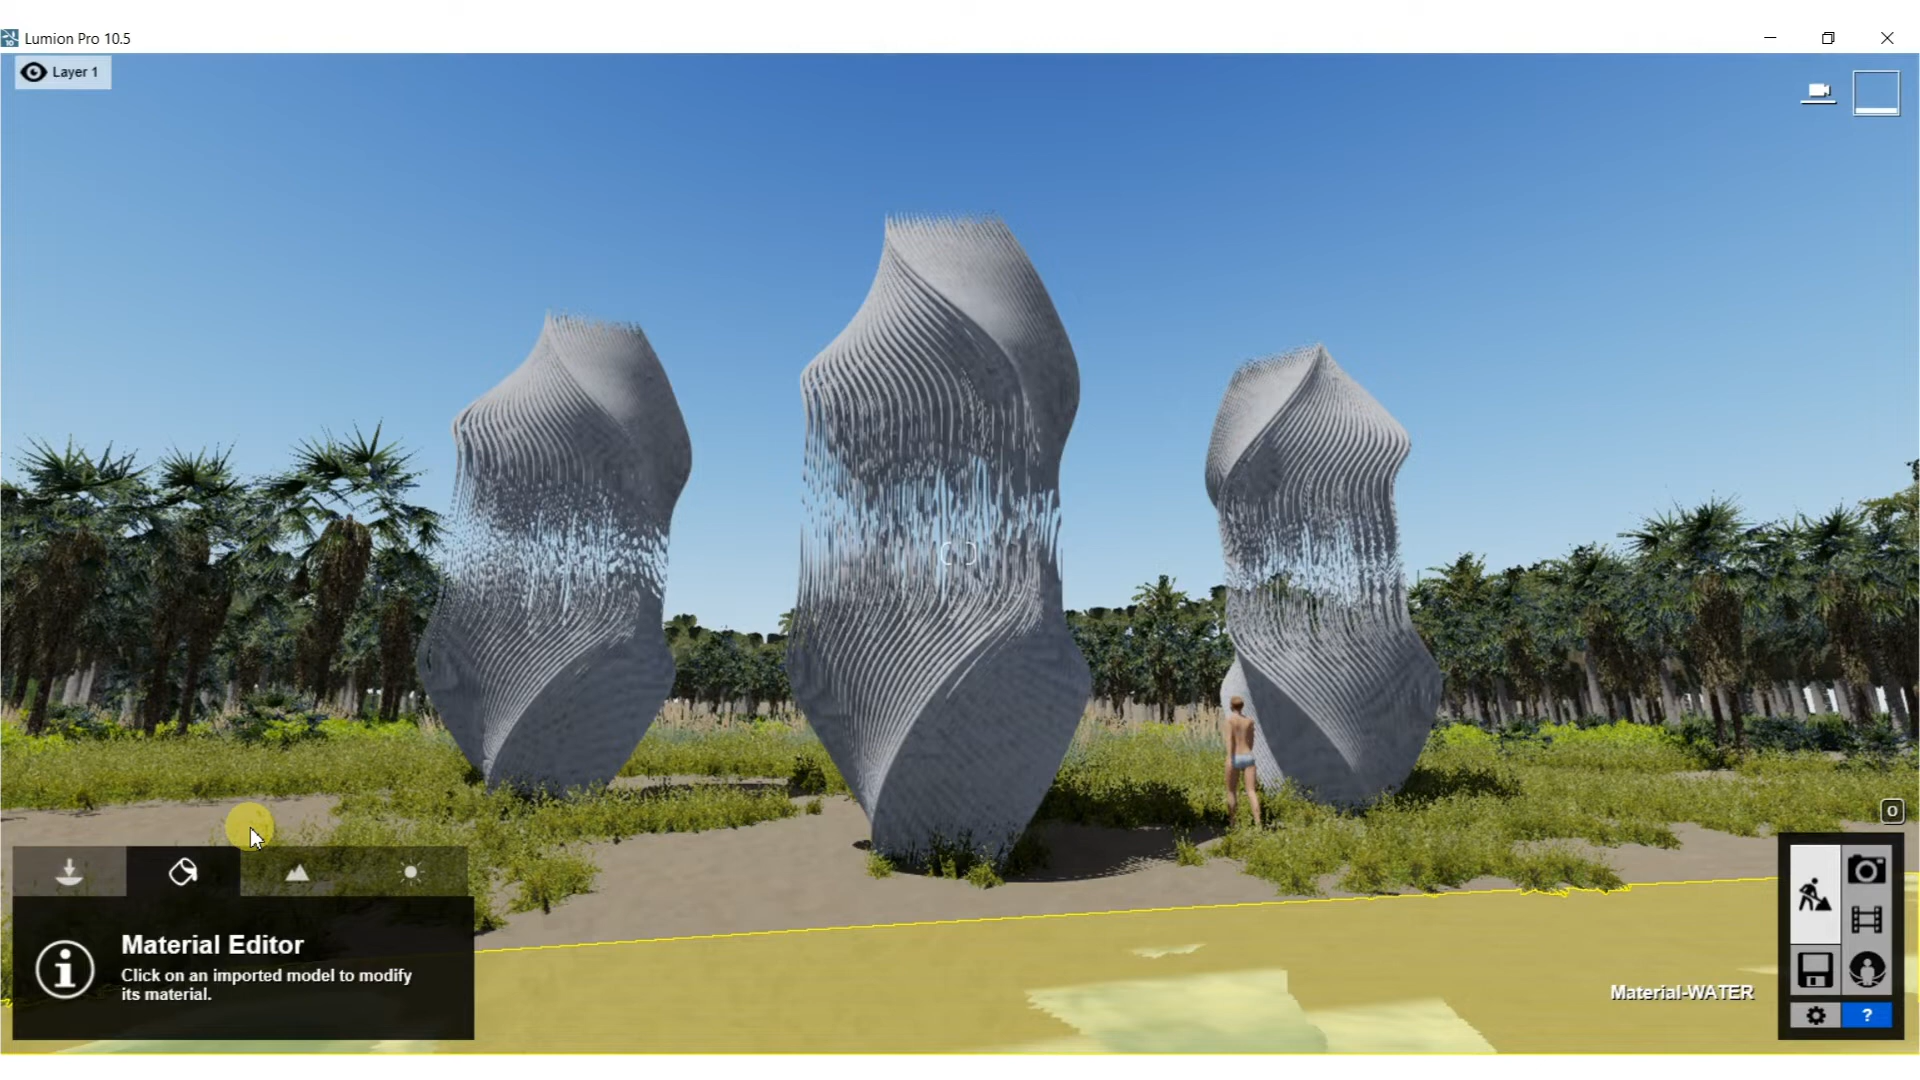 Lumion Pro 10.5
Layer 1
O
Material Editor
Click on an imported model to modify
its material.
Material-WATER
?